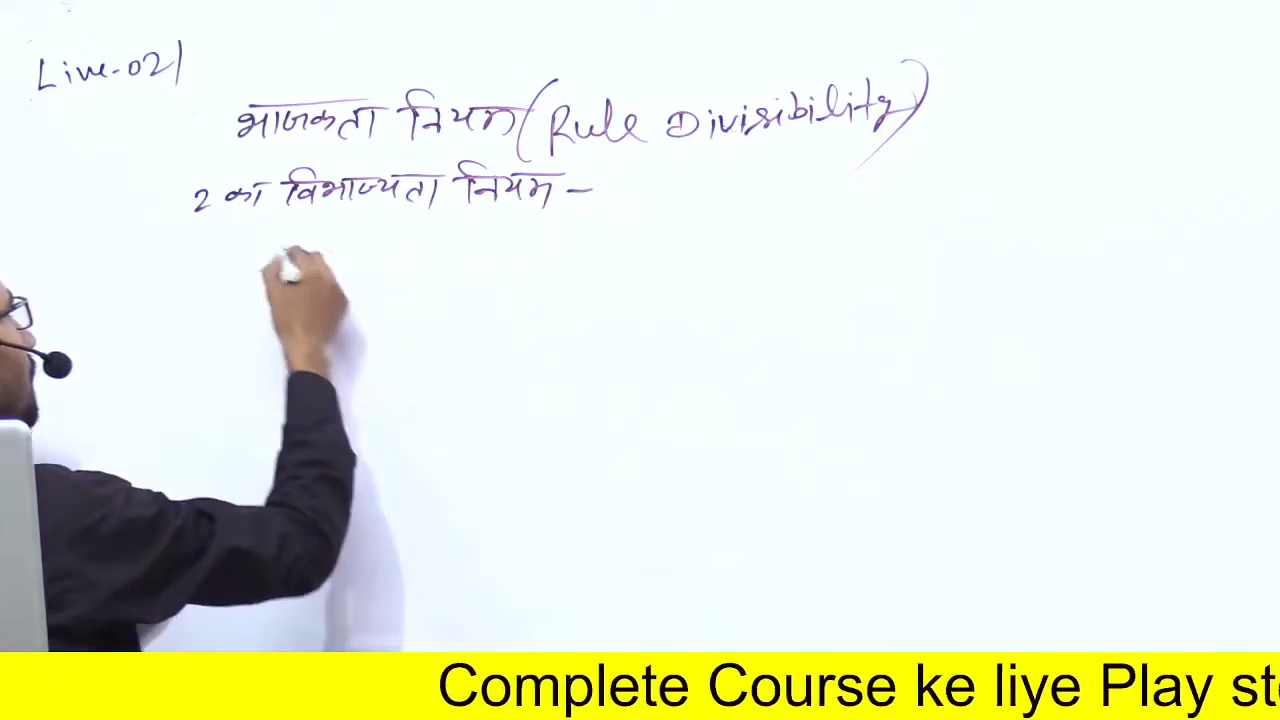 Live-02
भाजकता नियम (Rule Divisibility)
2 का विभाज्यता नियम -
Complete Course ke liye Play st